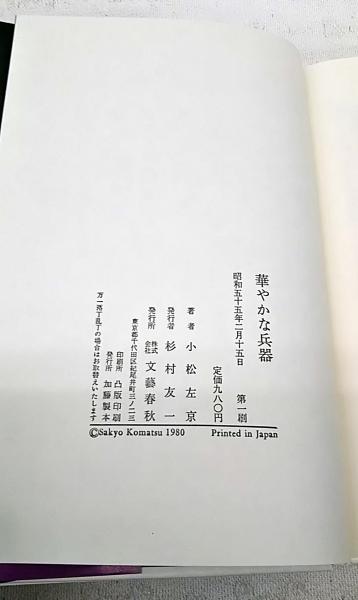 華やかな兵器
昭和五十五年二月十五日　第一刷
定価九八〇円
著者　小松左京
発行者　杉村友一
発行所　株式会社　文藝春秋
東京都千代田区紀尾井町三ノ二三
印刷所　凸版印刷
発行所　加藤製本
万一落丁乱丁の場合はお取替えいたします
©Sakyo Komatsu 1980　Printed in Japan